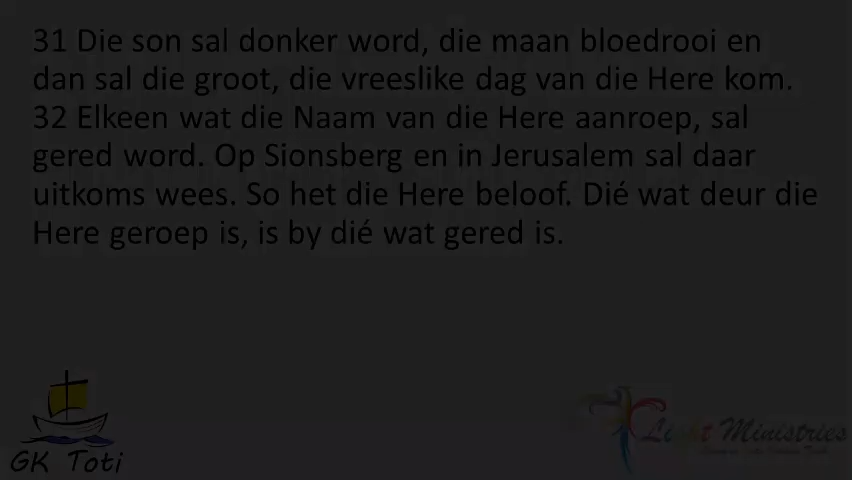 31 Die son sal donker word, die maan bloedrooi en
dan sal die groot, die vreeslike dag van die Here kom.
32 Elkeen wat die Naam van die Here aanroep, sal
gered word. Op Sionsberg en in Jerusalem sal daar
uitkoms wees. So het die Here beloof. Dié wat deur die
Here geroep is, is by dié wat gered is.
GK Toti
Light Ministries